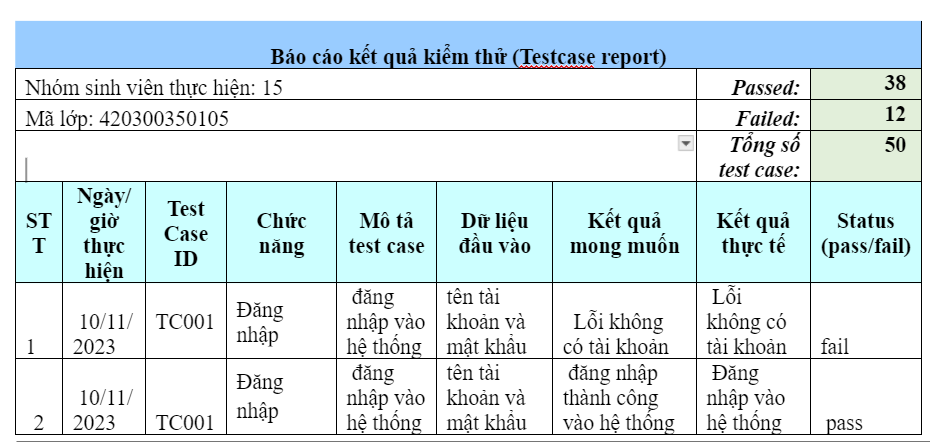 Báo cáo kết quả kiểm thử (Testcase report)
Nhóm sinh viên thực hiện: 15
Passed:
38
Mã lớp: 420300350105
Failed:
12
Tổng số
test case:
50
ST
T
Ngày/
giờ
thực
hiện
Test
Case
ID
Chức
năng
Mô tả
test case
Dữ liệu
đầu vào
Kết quả
mong muốn
Kết quả
thực tế
Status
(pass/fail)
1
10/11/
2023
TC001
Đăng
nhập
đăng
nhập vào
hệ thống
tên tài
khoản và
mật khẩu
Lỗi không
có tài khoản
Lỗi
không có
tài khoản
fail
2
10/11/
2023
TC001
Đăng
nhập
đăng
nhập vào
hệ thống
tên tài
khoản và
mật khẩu
đăng nhập
thành công
vào hệ thống
Đăng
nhập vào
hệ thống
pass